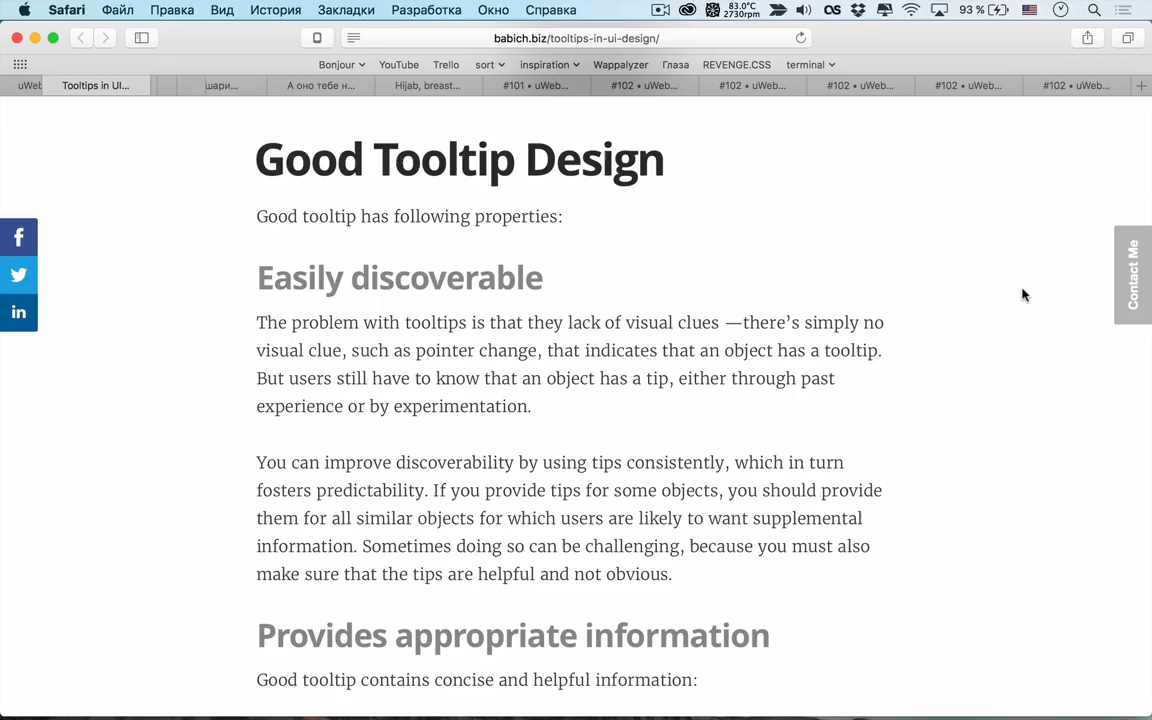 Safari Файл Правка Вид История Закладки Разработка Окно Справка 83.0°C 2730rpm OS 93 %
babich.biz/tooltips-in-ui-design/
Bonjour YouTube Trello sort inspiration Wappalyzer Глаза REVENGE.CSS terminal
uWeb Tooltips in UI... шари... А оно тебе н... Hijab, breast... #101 • uWeb... #102 • uWeb... #102 • uWeb... #102 • uWeb... #102 • uWeb... #102 • uWeb...
Good Tooltip Design
Good tooltip has following properties:
Easily discoverable
The problem with tooltips is that they lack of visual clues —there's simply no
visual clue, such as pointer change, that indicates that an object has a tooltip.
But users still have to know that an object has a tip, either through past
experience or by experimentation.
You can improve discoverability by using tips consistently, which in turn
fosters predictability. If you provide tips for some objects, you should provide
them for all similar objects for which users are likely to want supplemental
information. Sometimes doing so can be challenging, because you must also
make sure that the tips are helpful and not obvious.
Provides appropriate information
Good tooltip contains concise and helpful information:
f
in
Contact Me